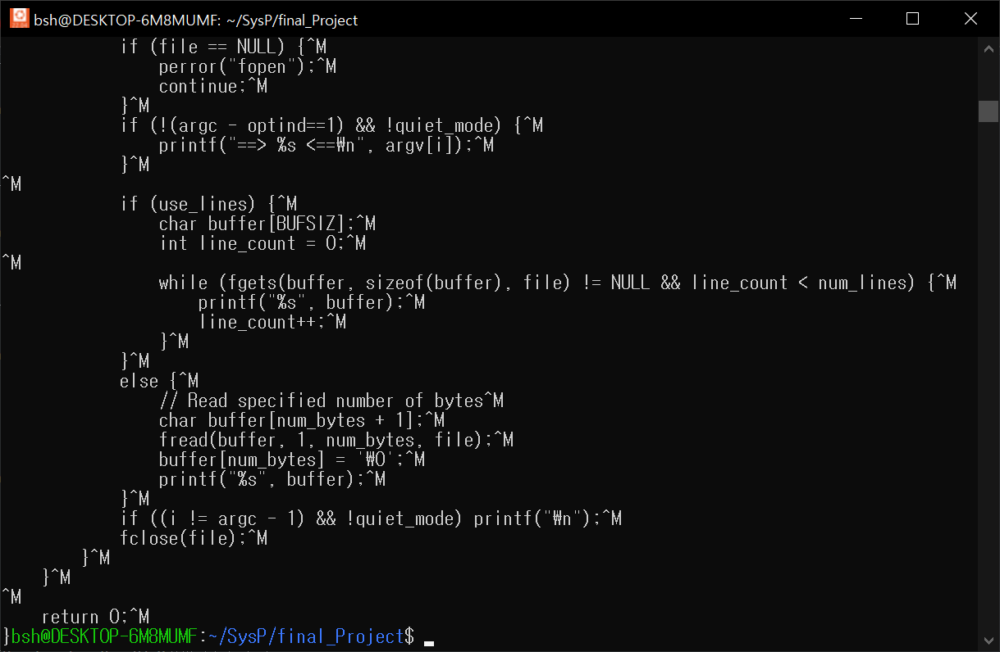 bsh@DESKTOP-6M8MUMF: ~/SysP/final_Project
            if (file == NULL) {^M
                perror("fopen");^M
                continue;^M
            }^M
            if (!(argc - optind==1) && !quiet_mode) {^M
                printf("==> %s <==₩n", argv[i]);^M
            }^M
^M
            if (use_lines) {^M
                char buffer[BUFSIZ];^M
                int line_count = 0;^M
^M
                while (fgets(buffer, sizeof(buffer), file) != NULL && line_count < num_lines) {^M
                    printf("%s", buffer);^M
                    line_count++;^M
                }^M
            }^M
            else {^M
                // Read specified number of bytes^M
                char buffer[num_bytes + 1];^M
                fread(buffer, 1, num_bytes, file);^M
                buffer[num_bytes] = '₩0';^M
                printf("%s", buffer);^M
            }^M
            if ((i != argc - 1) && !quiet_mode) printf("₩n");^M
            fclose(file);^M
        }^M
    }^M
^M
    return 0;^M
}bsh@DESKTOP-6M8MUMF:~/SysP/final_Project$